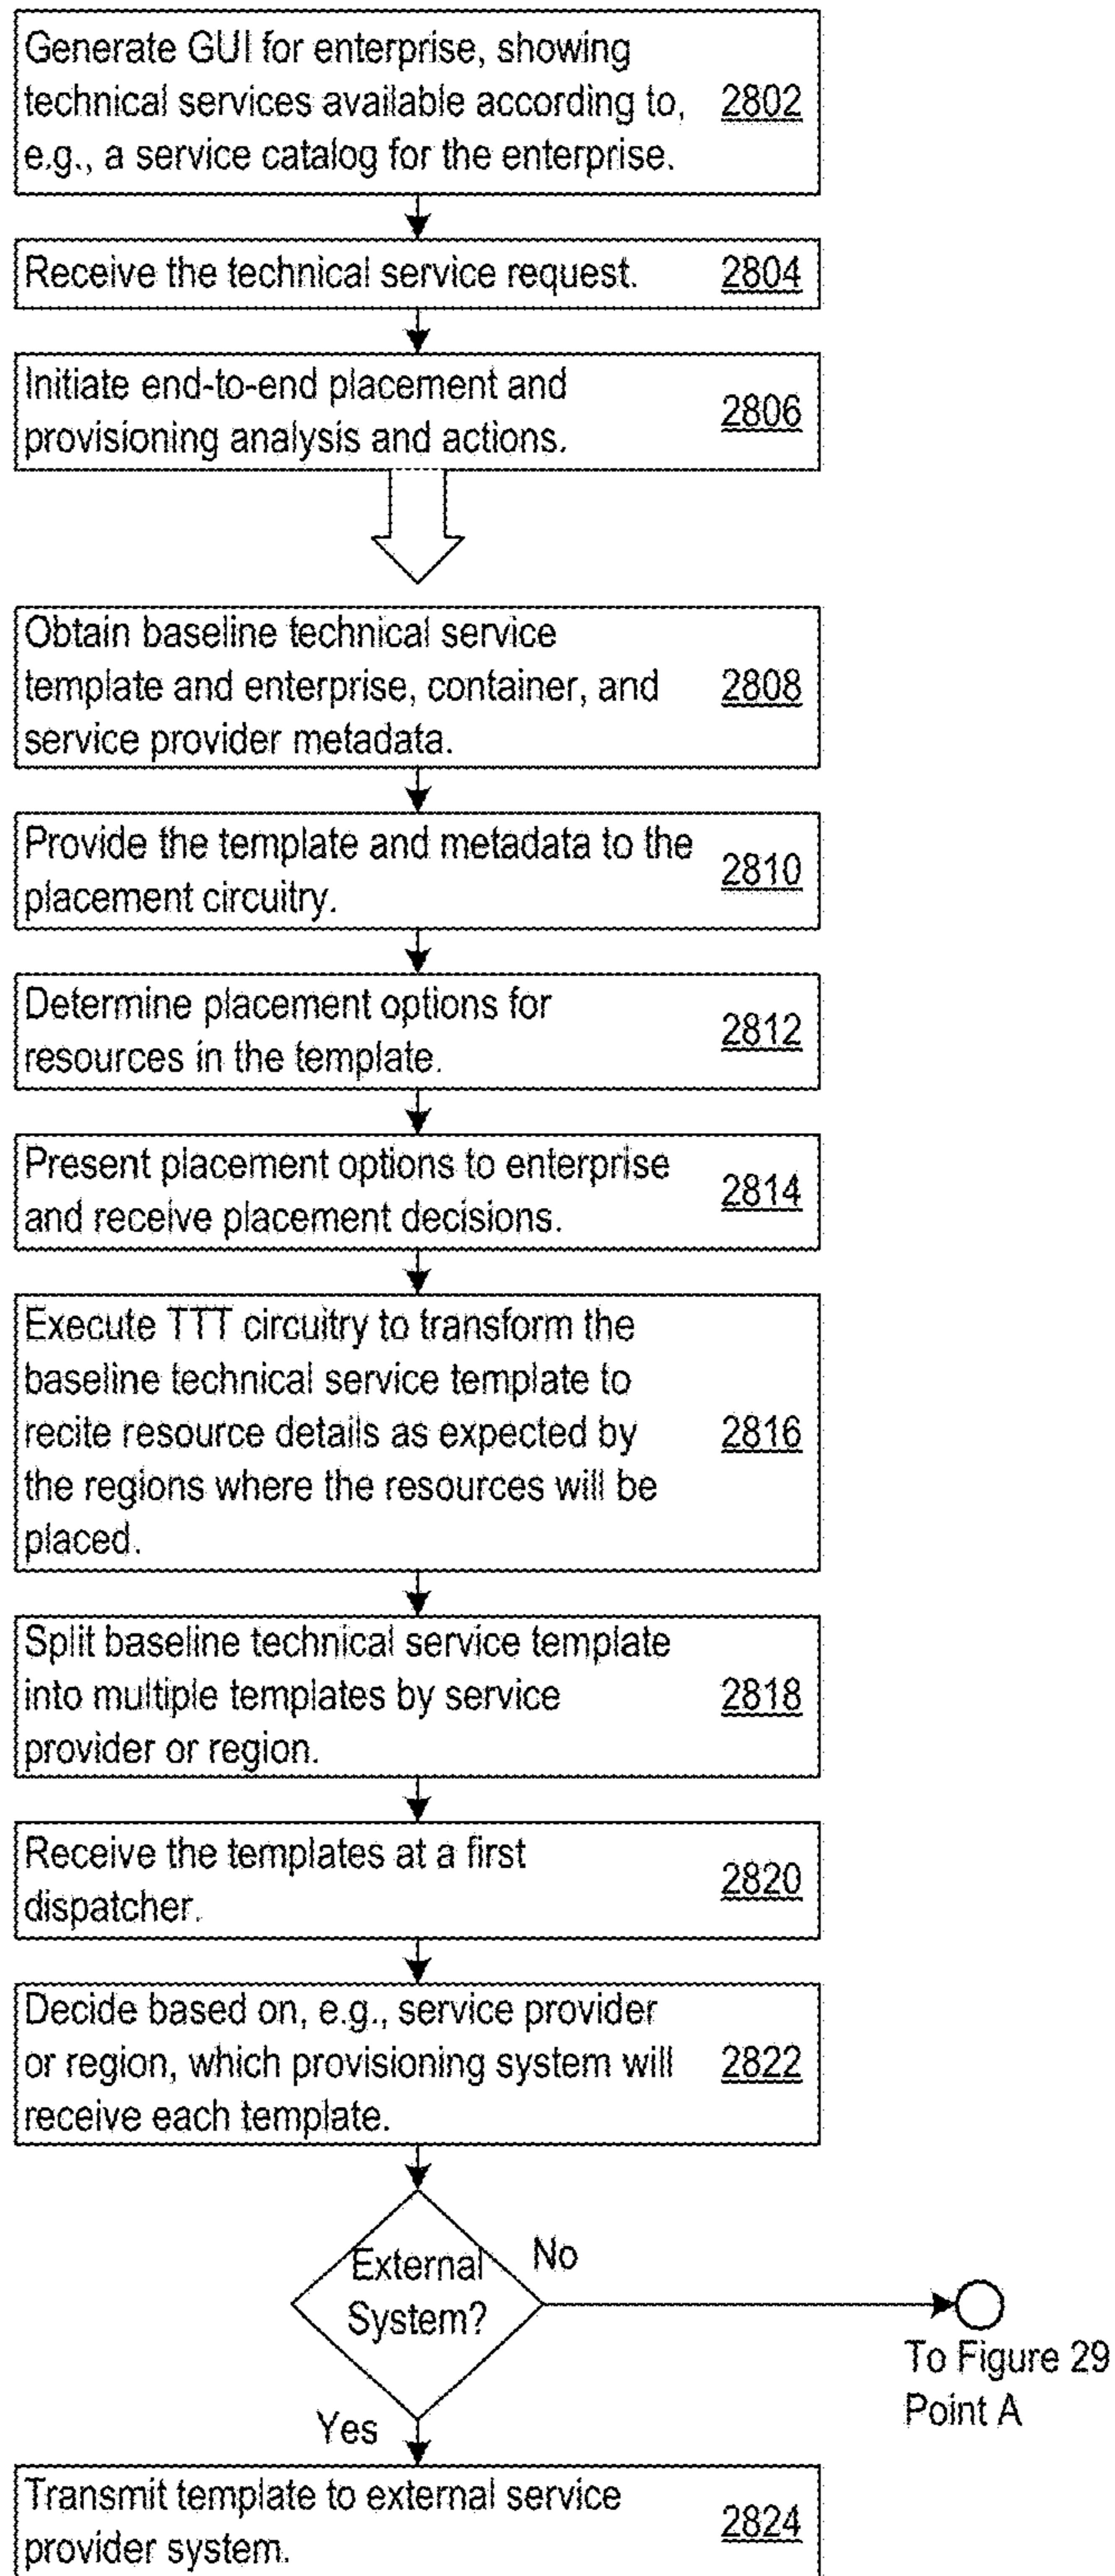 Generate GUI for enterprise, showing
technical services available according to, 2802
e.g., a service catalog for the enterprise.
Receive the technical service request. 2804
Initiate end-to-end placement and
provisioning analysis and actions. 2806
Obtain baseline technical service
template and enterprise, container, and 2808
service provider metadata.
Provide the template and metadata to the
placement circuitry. 2810
Determine placement options for
resources in the template. 2812
Present placement options to enterprise
and receive placement decisions. 2814
Execute TTT circuitry to transform the
baseline technical service template to
recite resource details as expected by 2816
the regions where the resources will be
placed.
Split baseline technical service template
into multiple templates by service 2818
provider or region.
Receive the templates at a first
dispatcher. 2820
Decide based on, e.g., service provider
or region, which provisioning system will 2822
receive each template.
External
System?
No
To Figure 29
Point A
Yes
Transmit template to external service
provider system. 2824